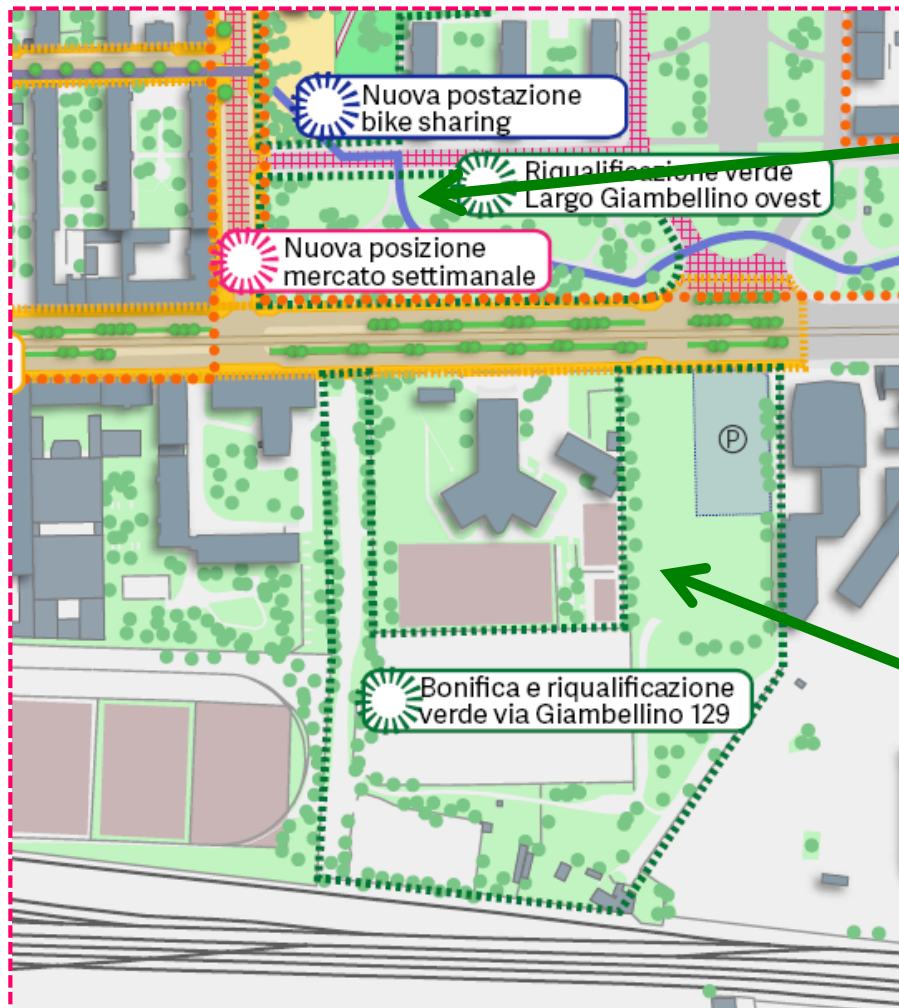 Nuova postazione
bike sharing
Riqualificazione verde
Largo Giambellino ovest
Nuova posizione
mercato settimanale
P
Bonifica e riqualificazione
verde via Giambellino 129